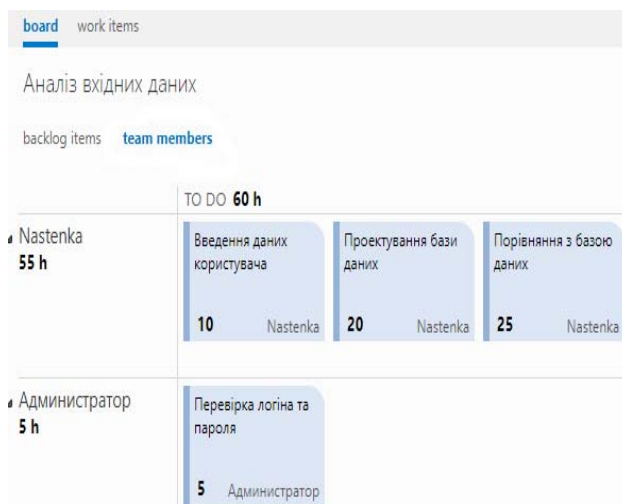 board work items
Аналіз вхідних даних
backlog items team members
TO DO 60 h
Nastenka
55 h
Введення даних
користувача
10 Nastenka
Проектування бази
даних
20 Nastenka
Порівняння з базою
даних
25 Nastenka
Администратор
5 h
Перевірка логіна та
пароля
5 Администратор